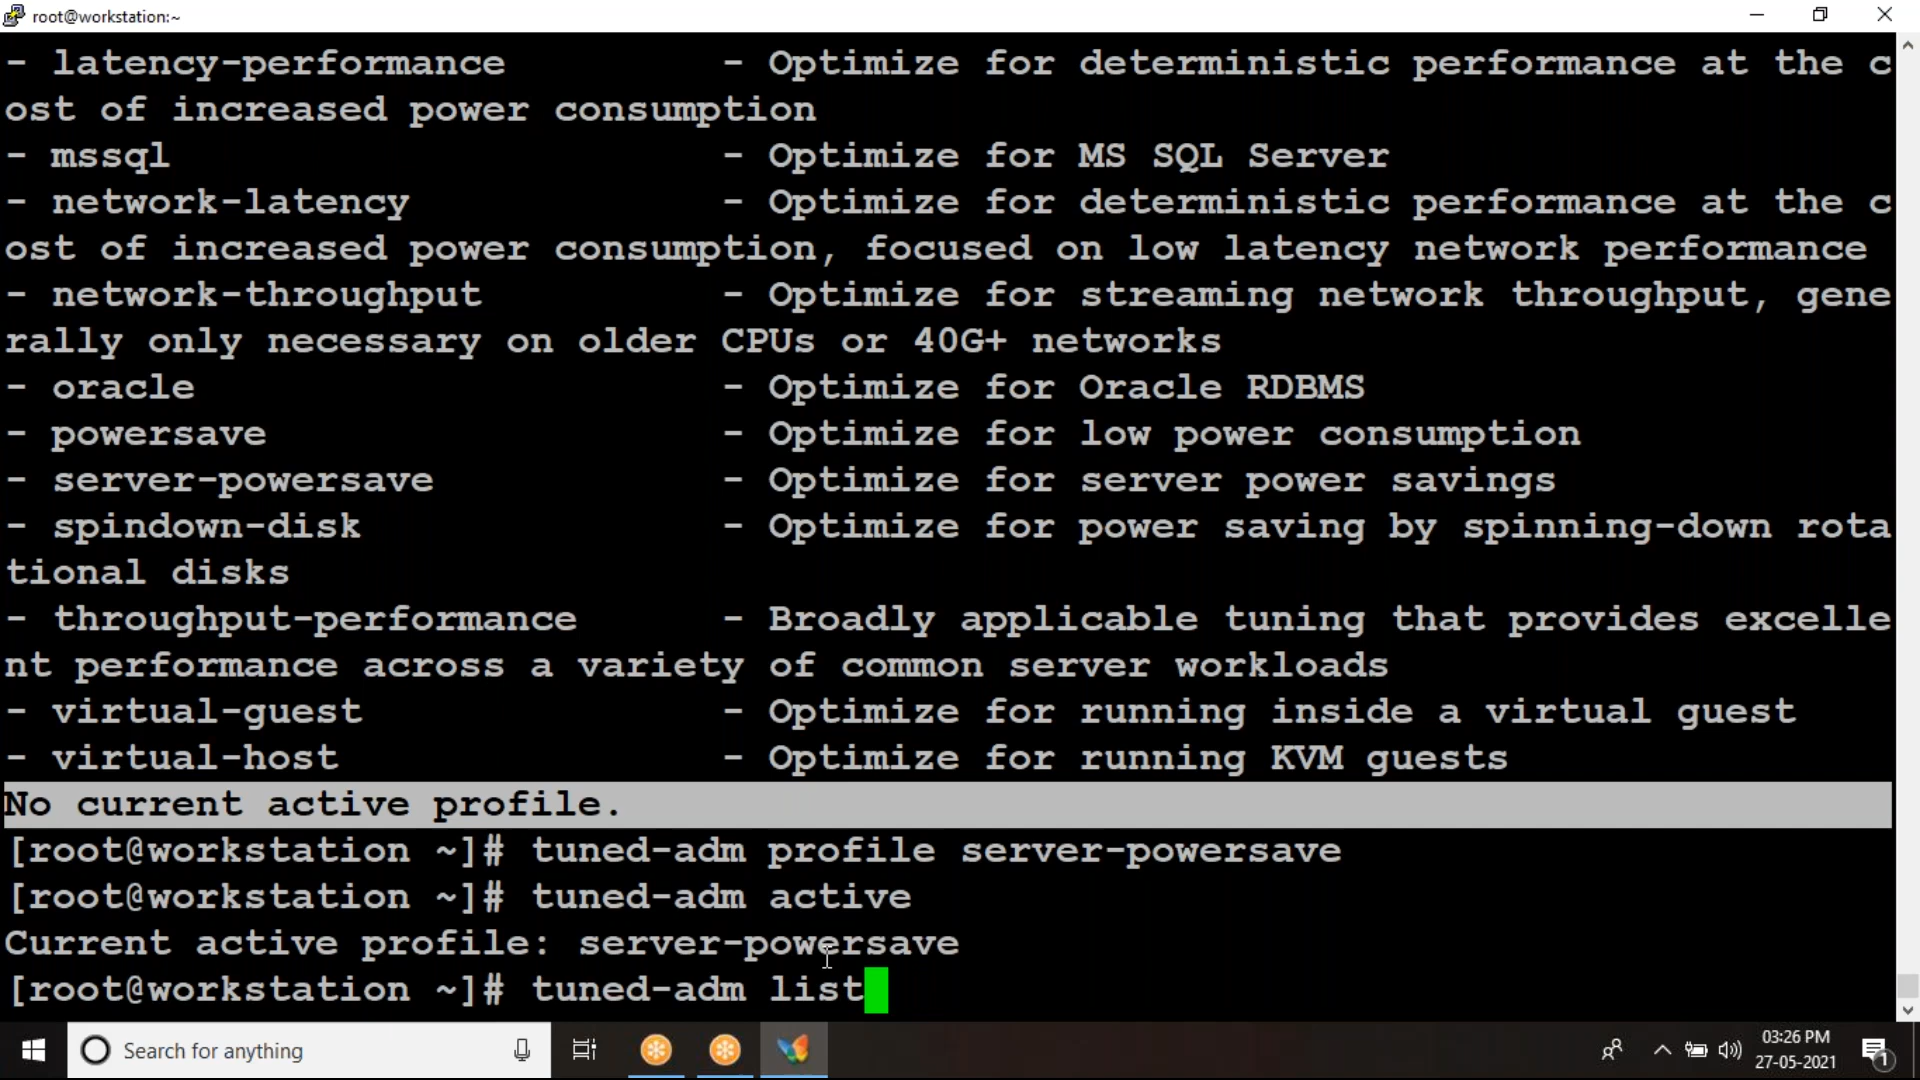 root@workstation:~
- latency-performance - Optimize for deterministic performance at the c
ost of increased power consumption
- mssql - Optimize for MS SQL Server
- network-latency - Optimize for deterministic performance at the c
ost of increased power consumption, focused on low latency network performance
- network-throughput - Optimize for streaming network throughput, gene
rally only necessary on older CPUs or 40G+ networks
- oracle - Optimize for Oracle RDBMS
- powersave - Optimize for low power consumption
- server-powersave - Optimize for server power savings
- spindown-disk - Optimize for power saving by spinning-down rota
tional disks
- throughput-performance - Broadly applicable tuning that provides excelle
nt performance across a variety of common server workloads
- virtual-guest - Optimize for running inside a virtual guest
- virtual-host - Optimize for running KVM guests
No current active profile.
[root@workstation ~]# tuned-adm profile server-powersave
[root@workstation ~]# tuned-adm active
Current active profile: server-powersave
[root@workstation ~]# tuned-adm list
Search for anything
03:26 PM
27-05-2021
1